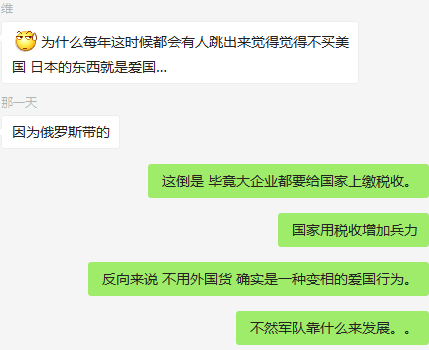 维
为什么每年这时候都会有人跳出来觉得觉得不买美
国 日本的东西就是爱国...
那一天
因为俄罗斯带的
这倒是 毕竟大企业都要给国家上缴税收。
国家用税收增加兵力
反向来说 不用外国货 确实是一种变相的爱国行为。
不然军队靠什么来发展。。